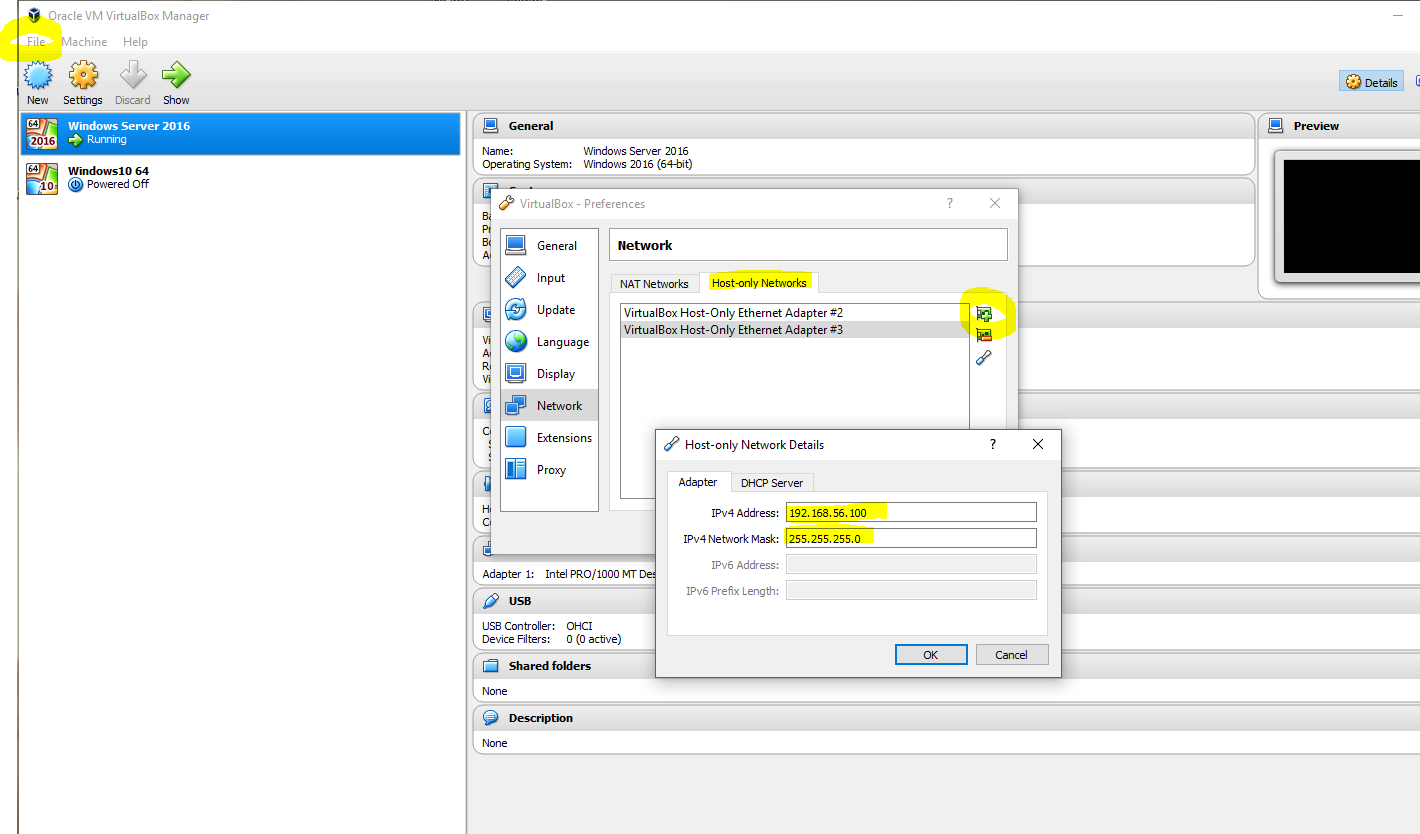 Oracle VM VirtualBox Manager
File Machine Help
New Settings Discard Show
Details
64
2016
Windows Server 2016
Running
64
10
Windows10 64
Powered Off
General
Name: Windows Server 2016
Operating System: Windows 2016 (64-bit)
Preview
VirtualBox - Preferences ?
General
Input
Update
Language
Display
Network
Extensions
Proxy
Network
NAT Networks Host-only Networks
VirtualBox Host-Only Ethernet Adapter #2
VirtualBox Host-Only Ethernet Adapter #3
Host-only Network Details ?
Adapter DHCP Server
IPv4 Address: 192.168.56.100
IPv4 Network Mask: 255.255.255.0
IPv6 Address:
IPv6 Prefix Length:
OK Cancel
Adapter 1: Intel PRO/1000 MT Des
USB
USB Controller: OHCI
Device Filters: 0 (0 active)
Shared folders
None
Description
None